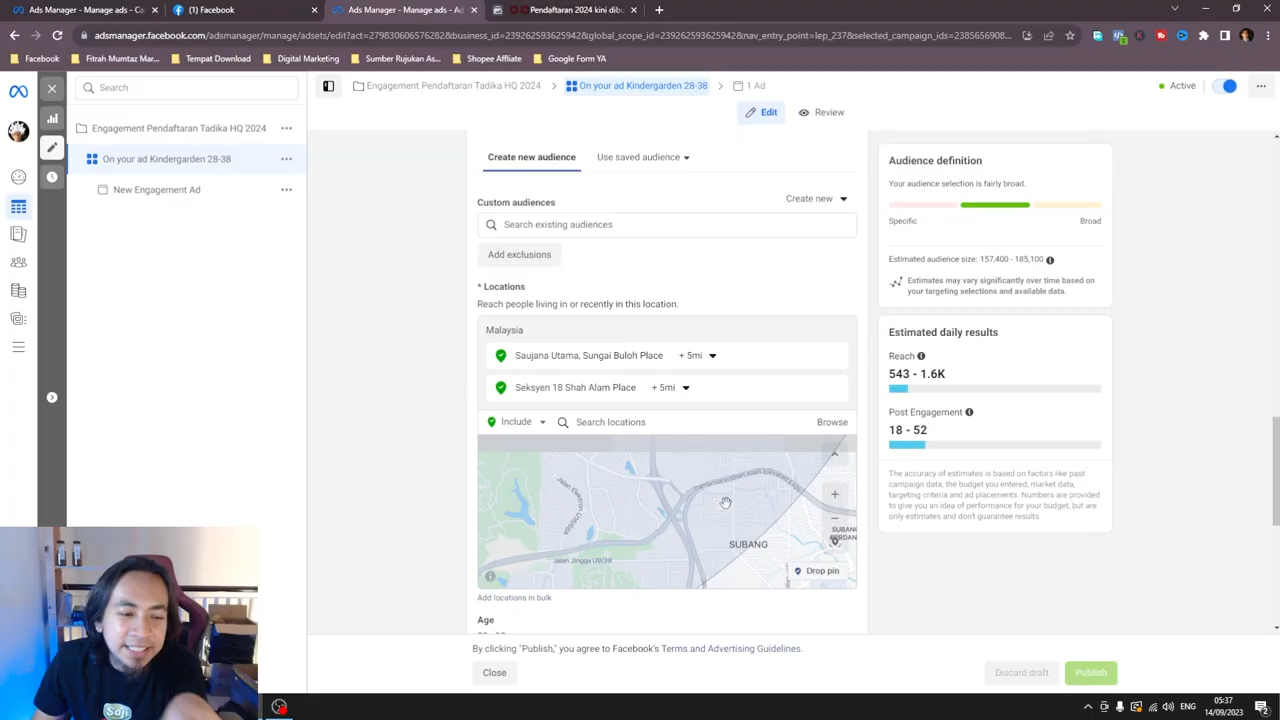 Ads Manager - Manage ads - A
(1) Facebook
Ads Manager - Manage ads - Ad
Pendaftaran 2024 kini dibu
adsmanager.facebook.com/adsmanager/manage/adsets/edit?act=279830606576282&business_id=239262593625942&global_scope_id=239262593625942&nav_entry_point=lep_237&selected_campaign_ids=2385656908...
Facebook
Fitrah Mumtaz Mar...
Tempat Download
Digital Marketing
Sumber Rujukan As...
Shopee Affiliate
Google Form YA
Search
Engagement Pendaftaran Tadika HQ 2024
On your ad Kindergarden 28-38
1 Ad
Active
Edit
Review
Engagement Pendaftaran Tadika HQ 2024
On your ad Kindergarden 28-38
New Engagement Ad
Create new audience
Use saved audience
Custom audiences
Create new
Search existing audiences
Add exclusions
* Locations
Reach people living in or recently in this location.
Malaysia
Saujana Utama, Sungai Buloh Place + 5mi
Seksyen 18 Shah Alam Place + 5mi
Include
Search locations
Browse
SUBANG
Jalan Jingga U9/39
Drop pin
Add locations in bulk
Age
Audience definition
Your audience selection is fairly broad.
Specific
Broad
Estimated audience size: 157,400 - 185,100
Estimates may vary significantly over time based on
your targeting selections and available data.
Estimated daily results
Reach
543 - 1.6K
Post Engagement
18 - 52
The accuracy of estimates is based on factors like past
campaign data, the budget you entered, market data,
targeting criteria and ad placements. Numbers are provided
to give you an idea of performance for your budget, but are
only estimates and don't guarantee results.
By clicking "Publish," you agree to Facebook's Terms and Advertising Guidelines.
Close
Discard draft
Publish
ENG
05:37
14/09/2023